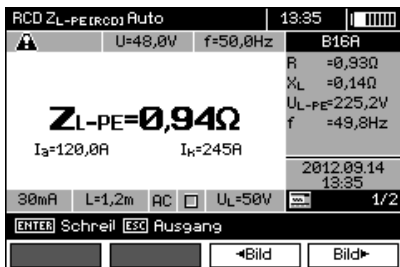 RCD ZL-PE[RCD] Auto 13:35
U=48,0V f=50,0Hz B16A
R =0,93Ω
XL =0,14Ω
UL-PE=225,2V
f =49,8Hz
ZL-PE=0,94Ω
Ia=120,0A Ik=245A
2012.09.14
13:35
30mA L=1,2m AC UL=50V 1/2
ENTER Schreil ESC Ausgang
◄Bild Bild►